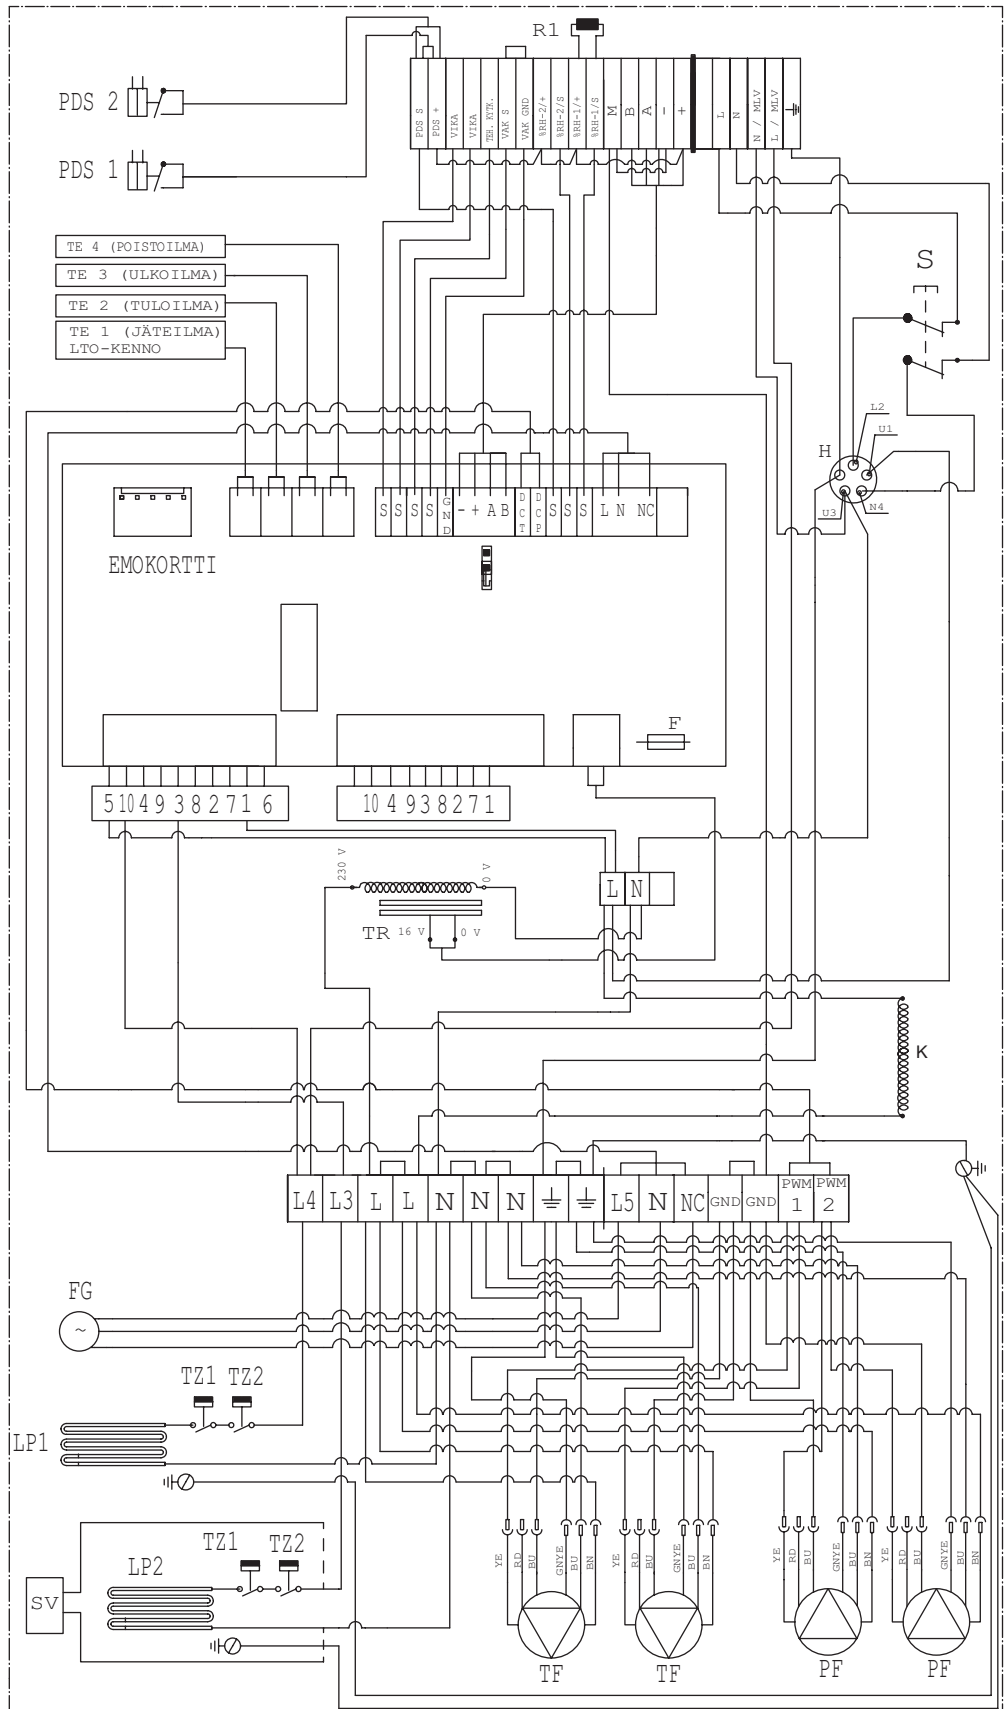 R1
PDS 2
PDS 1
PDS S
PDS +
VIKA
VIKA
TEH. KYTK.
VAK S
VAK GND
%RH-2/+
%RH-2/S
%RH-1/+
%RH-1/S
M
B
A
-
+
L
N
N / MLV
L / MLV
TE 4 (POISTOILMA)
TE 3 (ULKOILMA)
TE 2 (TULOILMA)
TE 1 (JÄTEILMA)
LTO-KENNO
S
L2
U1
H
U3
N4
S S S S GND - + A B DCT DCP S S S L N NC
EMOKORTTI
F
5 10 4 9 3 8 2 7 1 6
10 4 9 3 8 2 7 1
230 V
0 V
L N
TR 16 V 0 V
K
L4 L3 L L N N N L5 N NC GND GND PWM 1 PWM 2
FG
~
TZ1 TZ2
LP1
TZ1 TZ2
LP2
SV
YE RD BU GNYE BU BN
YE RD BU GNYE BU BN
YE RD BU GNYE BU BN
YE RD BU GNYE BU BN
TF TF PF PF